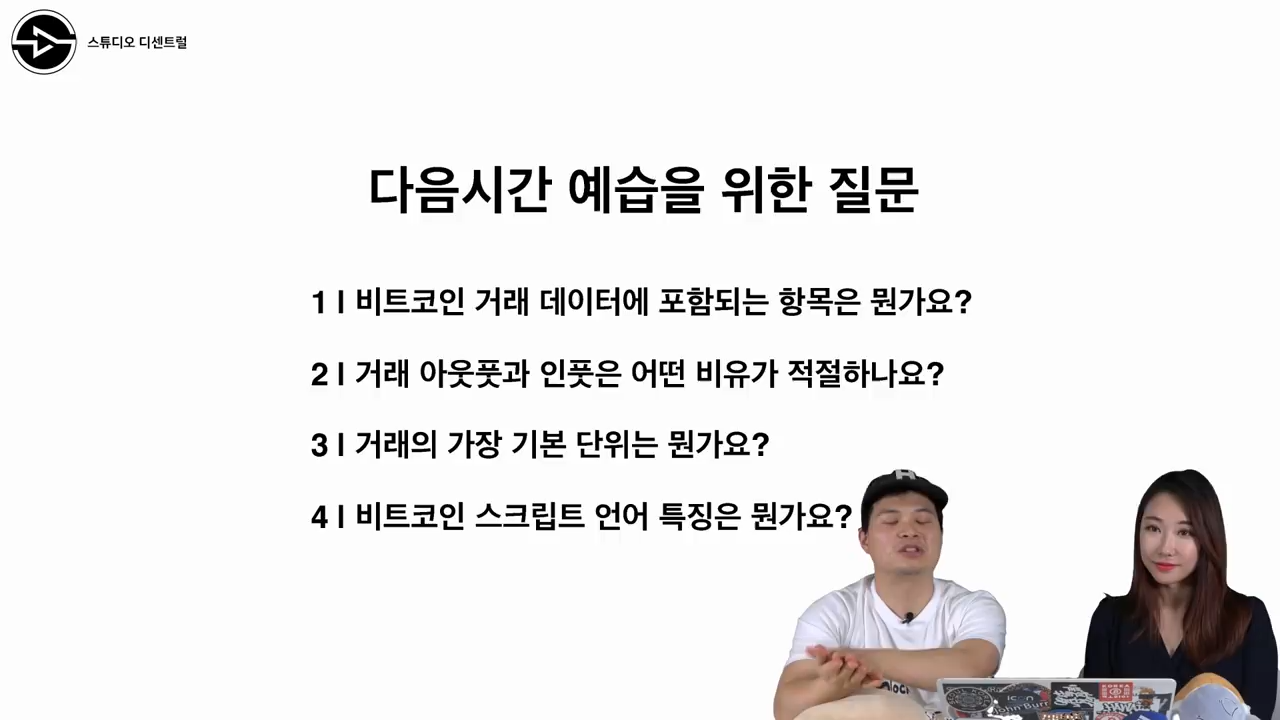 스튜디오 디센트럴
다음시간 예습을 위한 질문
1 | 비트코인 거래 데이터에 포함되는 항목은 뭔가요?
2 | 거래 아웃풋과 인풋은 어떤 비유가 적절하나요?
3 | 거래의 가장 기본 단위는 뭔가요?
4 | 비트코인 스크립트 언어 특징은 뭔가요?
ICON
John Burr
KOREA